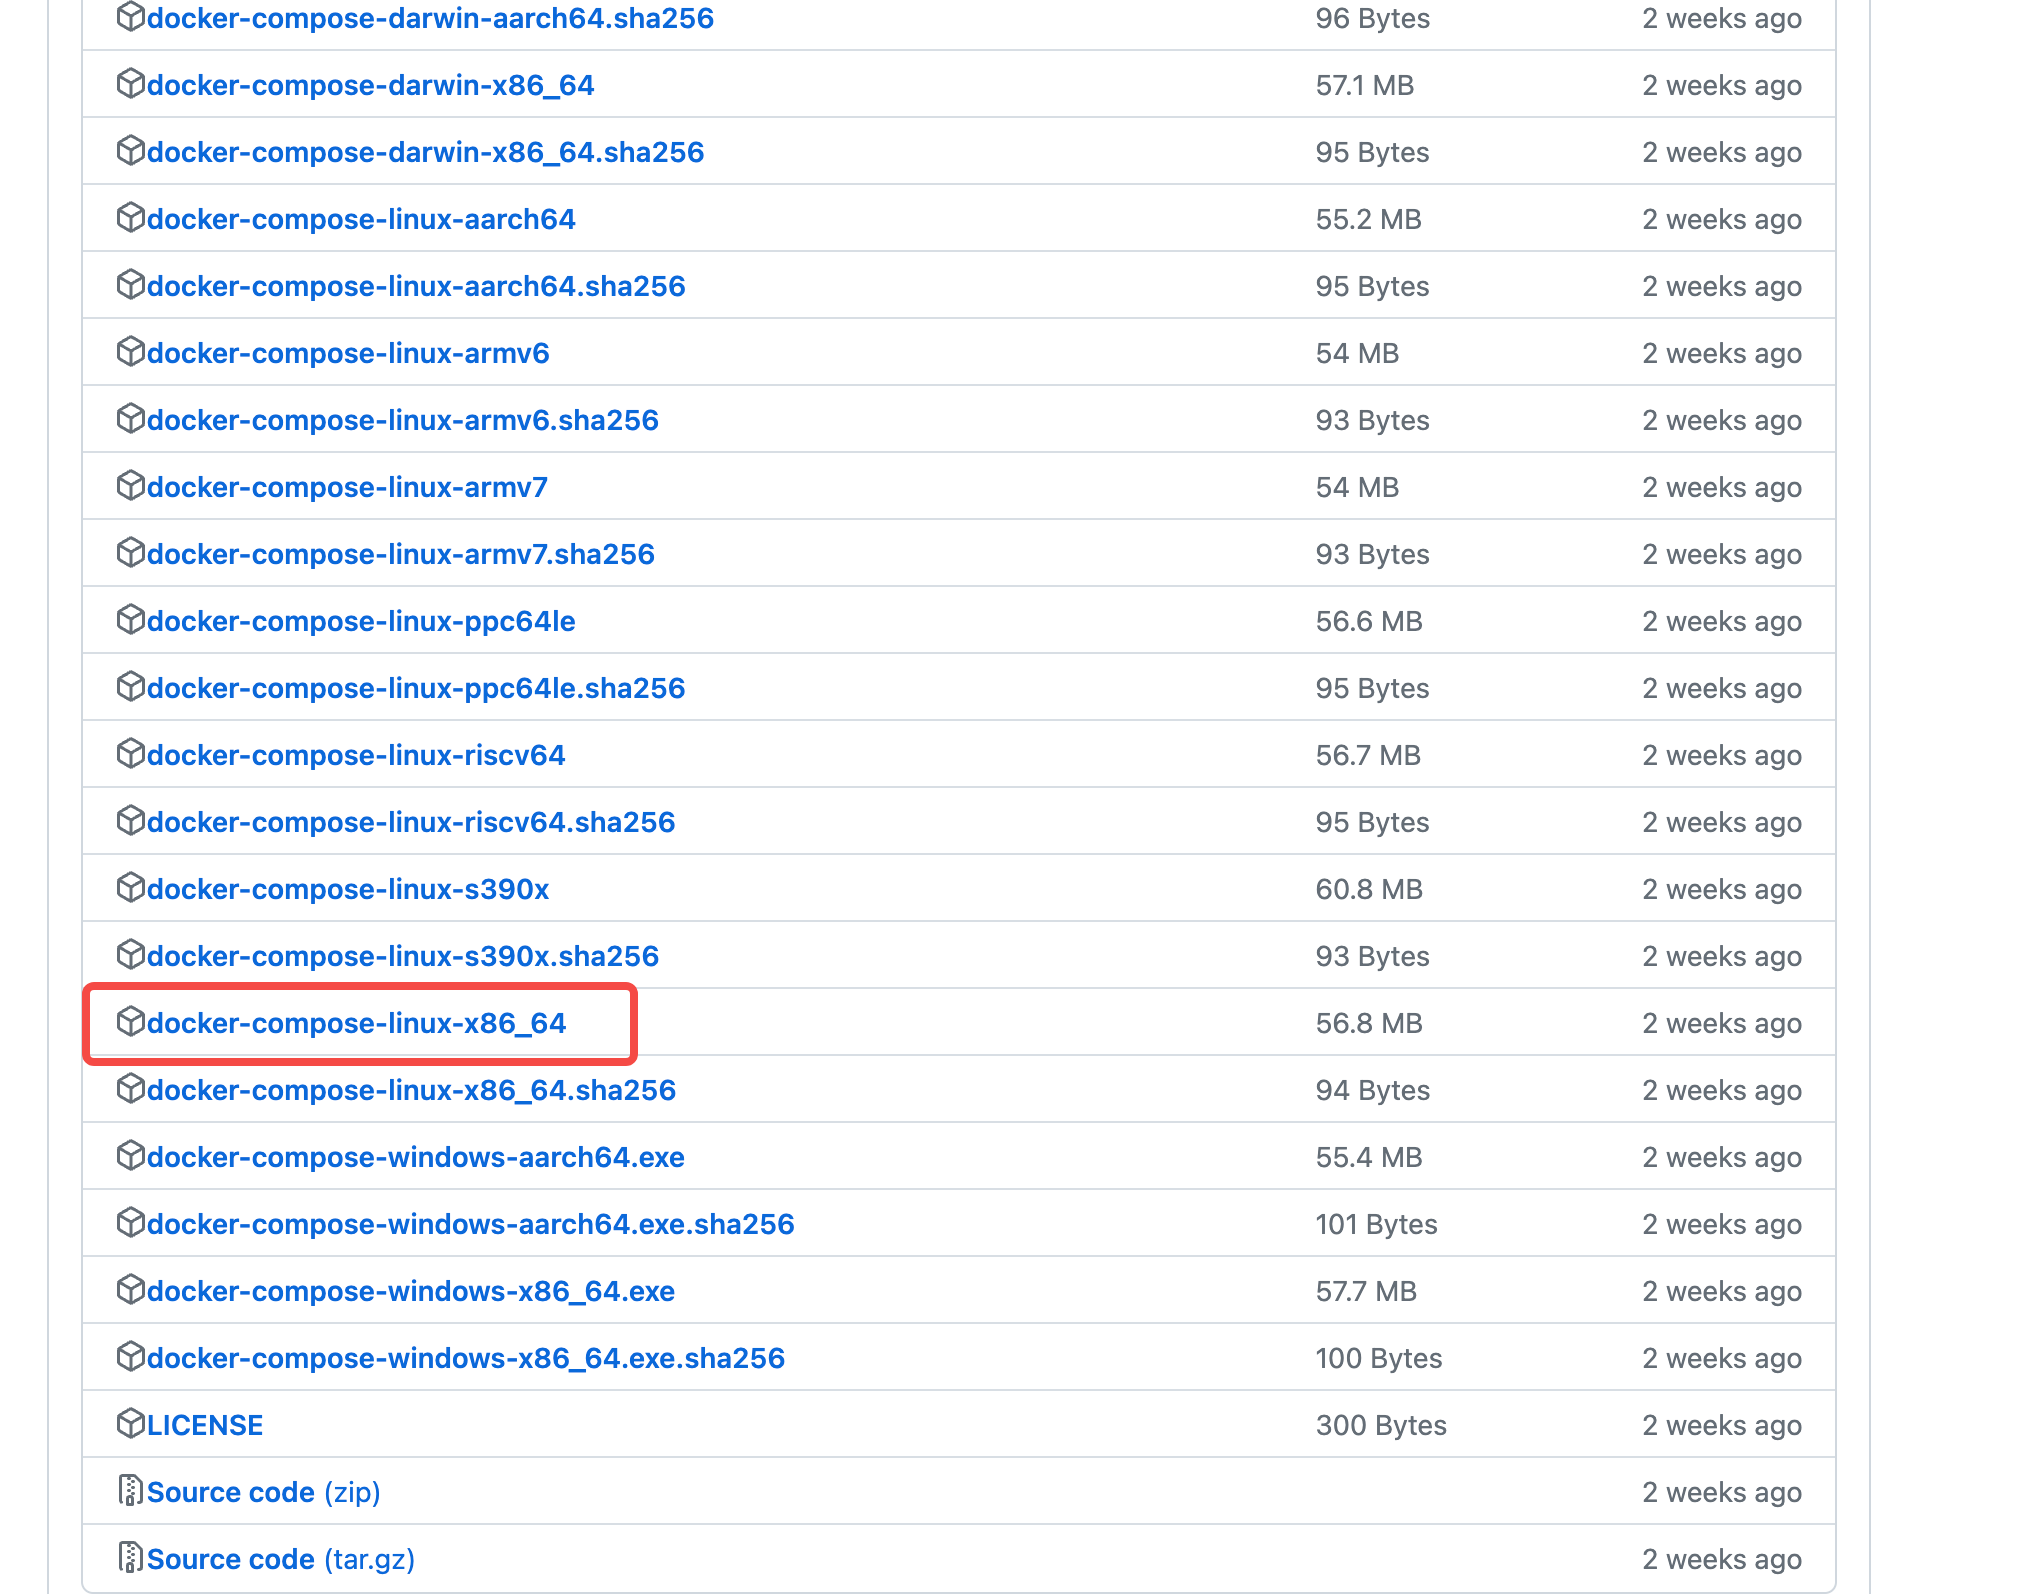 docker-compose-darwin-aarch64.sha256 96 Bytes 2 weeks ago
docker-compose-darwin-x86_64 57.1 MB 2 weeks ago
docker-compose-darwin-x86_64.sha256 95 Bytes 2 weeks ago
docker-compose-linux-aarch64 55.2 MB 2 weeks ago
docker-compose-linux-aarch64.sha256 95 Bytes 2 weeks ago
docker-compose-linux-armv6 54 MB 2 weeks ago
docker-compose-linux-armv6.sha256 93 Bytes 2 weeks ago
docker-compose-linux-armv7 54 MB 2 weeks ago
docker-compose-linux-armv7.sha256 93 Bytes 2 weeks ago
docker-compose-linux-ppc64le 56.6 MB 2 weeks ago
docker-compose-linux-ppc64le.sha256 95 Bytes 2 weeks ago
docker-compose-linux-riscv64 56.7 MB 2 weeks ago
docker-compose-linux-riscv64.sha256 95 Bytes 2 weeks ago
docker-compose-linux-s390x 60.8 MB 2 weeks ago
docker-compose-linux-s390x.sha256 93 Bytes 2 weeks ago
docker-compose-linux-x86_64 56.8 MB 2 weeks ago
docker-compose-linux-x86_64.sha256 94 Bytes 2 weeks ago
docker-compose-windows-aarch64.exe 55.4 MB 2 weeks ago
docker-compose-windows-aarch64.exe.sha256 101 Bytes 2 weeks ago
docker-compose-windows-x86_64.exe 57.7 MB 2 weeks ago
docker-compose-windows-x86_64.exe.sha256 100 Bytes 2 weeks ago
LICENSE 300 Bytes 2 weeks ago
Source code (zip) 2 weeks ago
Source code (tar.gz) 2 weeks ago